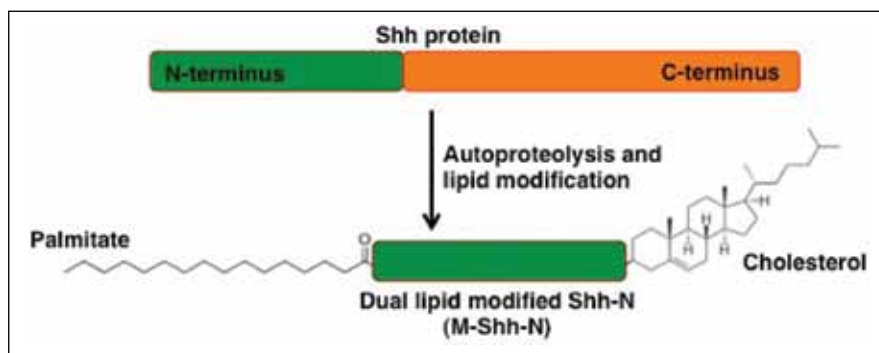 Shh protein
N-terminus C-terminus
Autoproteolysis and
lipid modification
Palmitate
O
H
H
H
H
Cholesterol
Dual lipid modified Shh-N
(M-Shh-N)